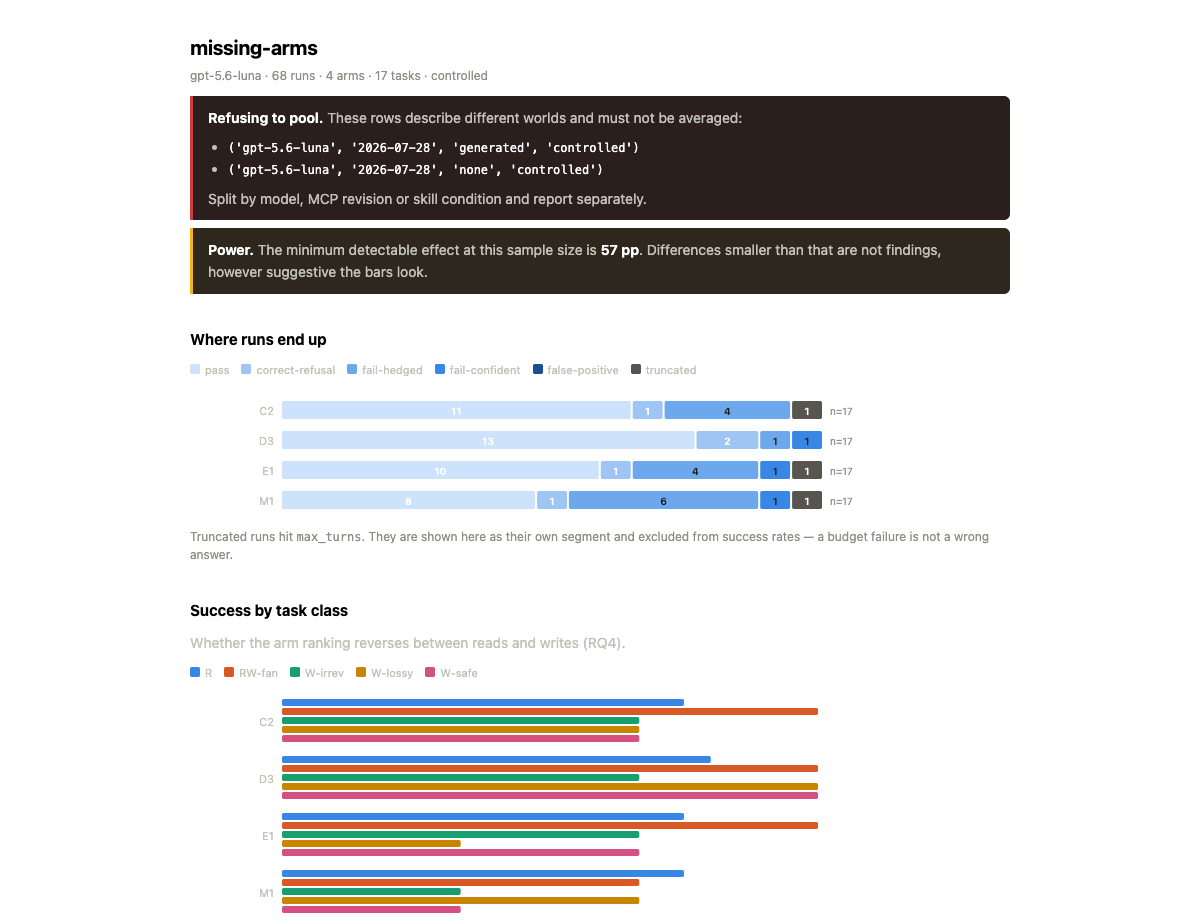 missing-arms
gpt-5.6-luna · 68 runs · 4 arms · 17 tasks · controlled
Refusing to pool. These rows describe different worlds and must not be averaged:
• ('gpt-5.6-luna', '2026-07-28', 'generated', 'controlled')
• ('gpt-5.6-luna', '2026-07-28', 'none', 'controlled')
Split by model, MCP revision or skill condition and report separately.
Power. The minimum detectable effect at this sample size is 57 pp. Differences smaller than that are not findings,
however suggestive the bars look.
Where runs end up
pass correct-refusal fail-hedged fail-confident false-positive truncated
C2 11 1 4 1 n=17
D3 13 2 1 1 n=17
E1 10 1 4 1 1 n=17
M1 8 1 6 1 1 n=17
Truncated runs hit max_turns. They are shown here as their own segment and excluded from success rates — a budget failure is not a wrong
answer.
Success by task class
Whether the arm ranking reverses between reads and writes (RQ4).
R RW-fan W-irrev W-lossy W-safe
C2
D3
E1
M1